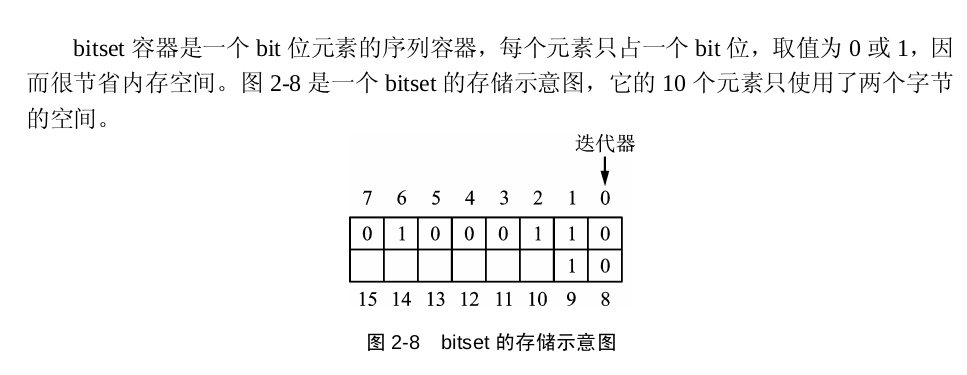 bitset 容器是一个 bit 位元素的序列容器，每个元素只占一个 bit 位，取值为 0 或 1，因
而很节省内存空间。图 2-8 是一个 bitset 的存储示意图，它的 10 个元素只使用了两个字节
的空间。
迭代器
7 6 5 4 3 2 1 0
0 1 0 0 0 1 1 0
1 0
15 14 13 12 11 10 9 8
图 2-8 bitset 的存储示意图